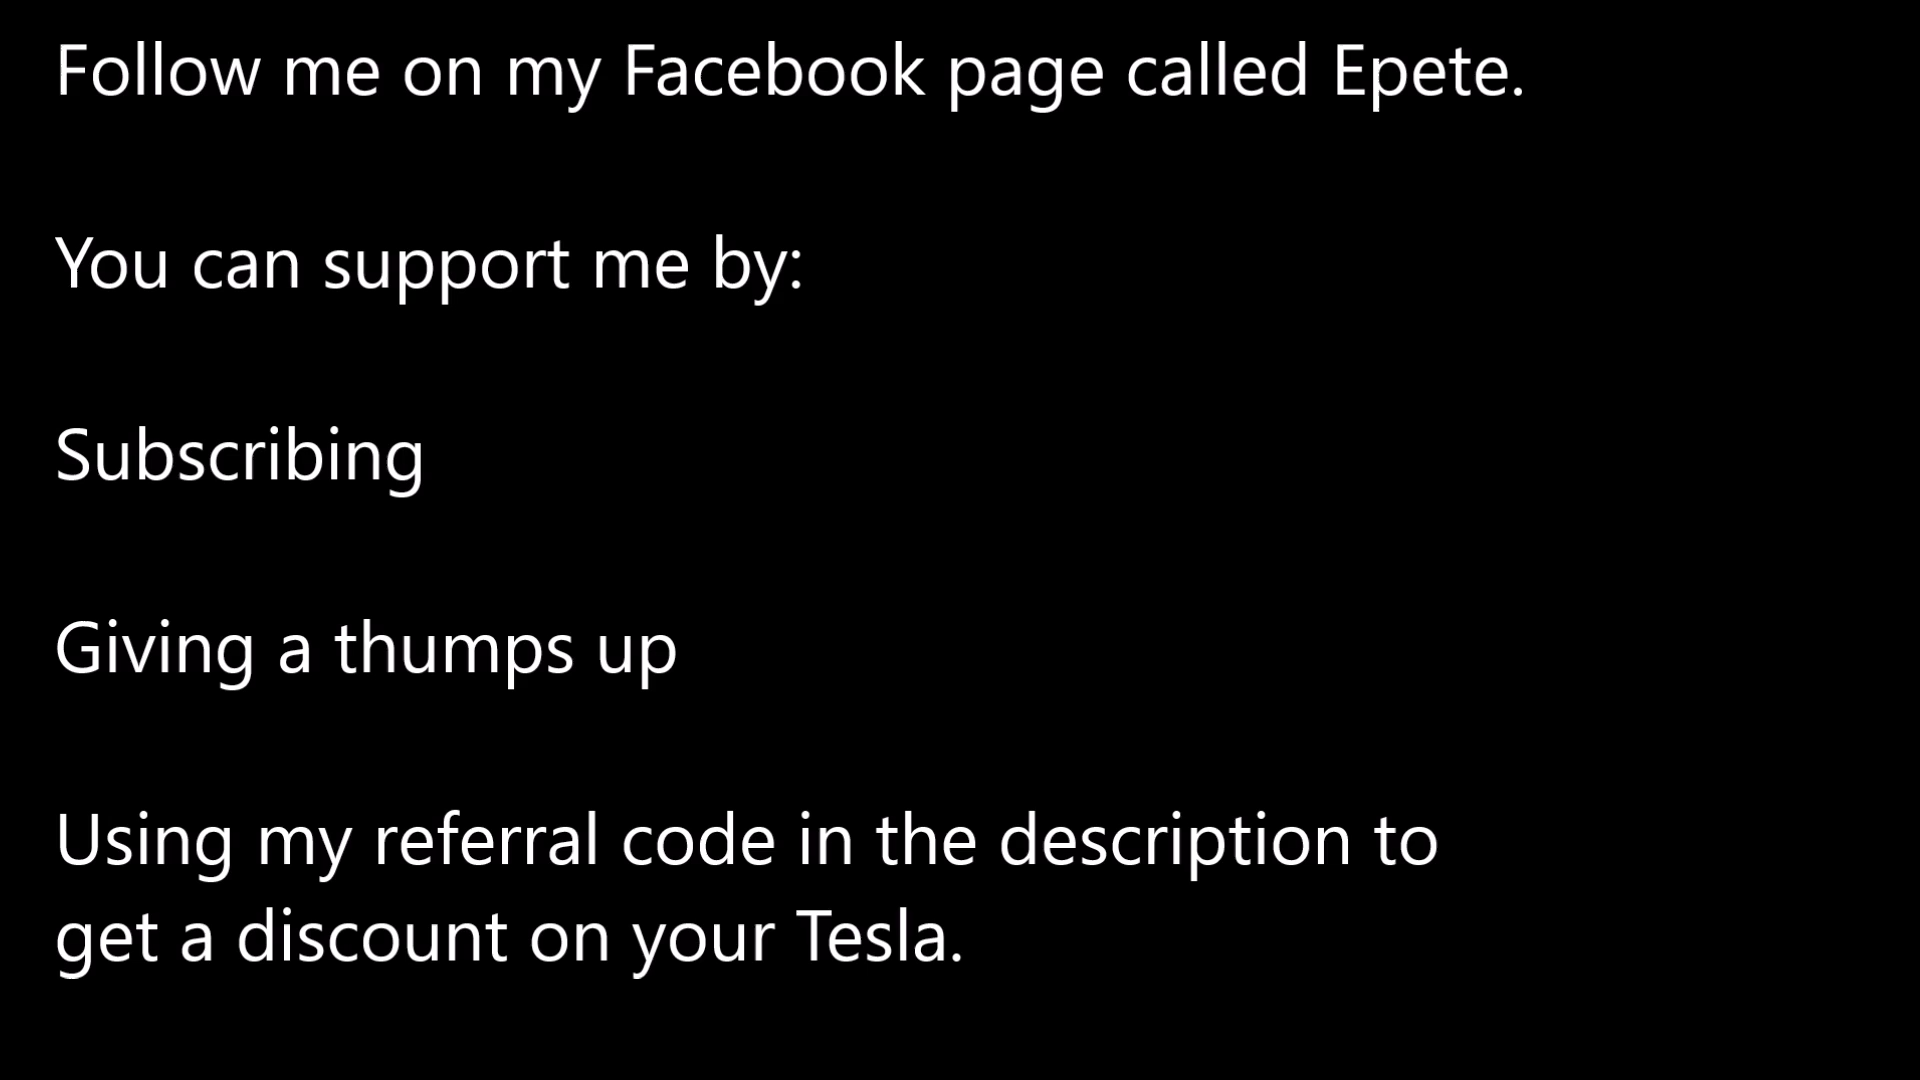 Follow me on my Facebook page called Epete.
You can support me by:
Subscribing
Giving a thumps up
Using my referral code in the description to
get a discount on your Tesla.